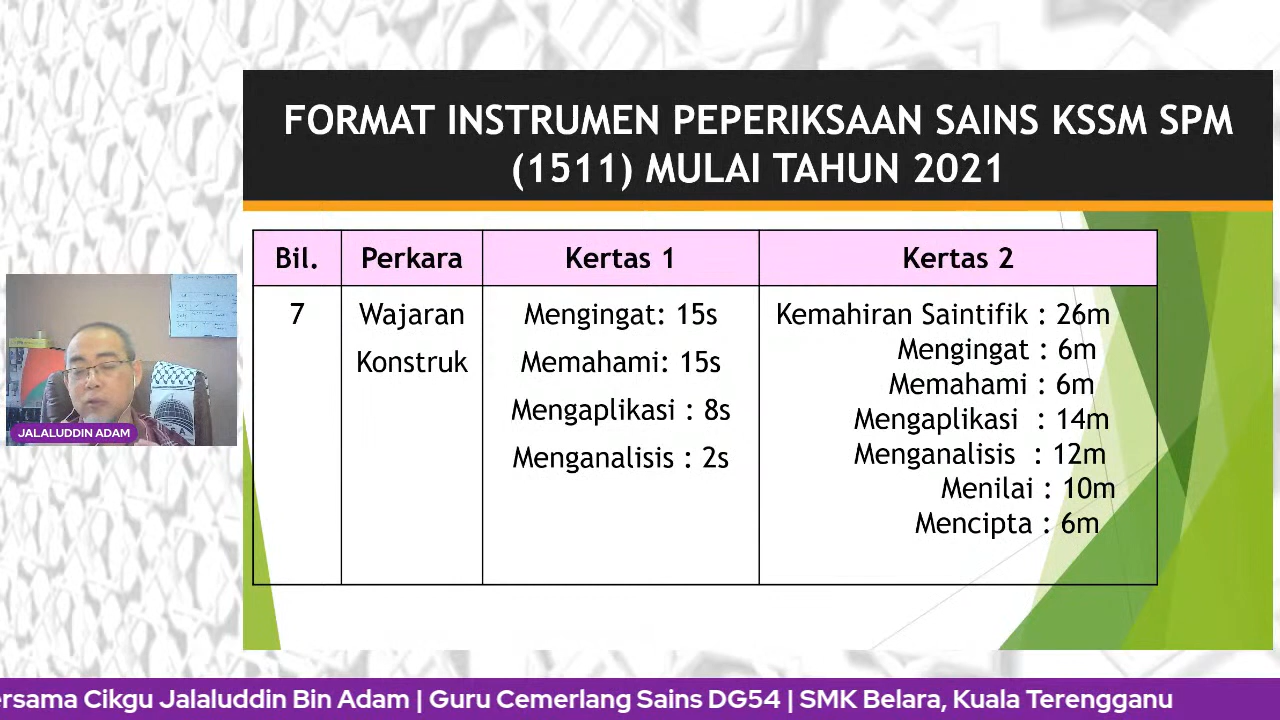 FORMAT INSTRUMEN PEPERIKSAAN SAINS KSSM SPM
(1511) MULAI TAHUN 2021
Bil.
Perkara
Kertas 1
Kertas 2
7
Wajaran
Konstruk
Mengingat: 15s
Memahami: 15s
Mengaplikasi : 8s
Menganalisis : 2s
Kemahiran Saintifik : 26m
Mengingat : 6m
Memahami : 6m
Mengaplikasi : 14m
Menganalisis : 12m
Menilai : 10m
Mencipta : 6m
JALALUDDIN ADAM
ersama Cikgu Jalaluddin Bin Adam | Guru Cemerlang Sains DG54 | SMK Belara, Kuala Terengganu